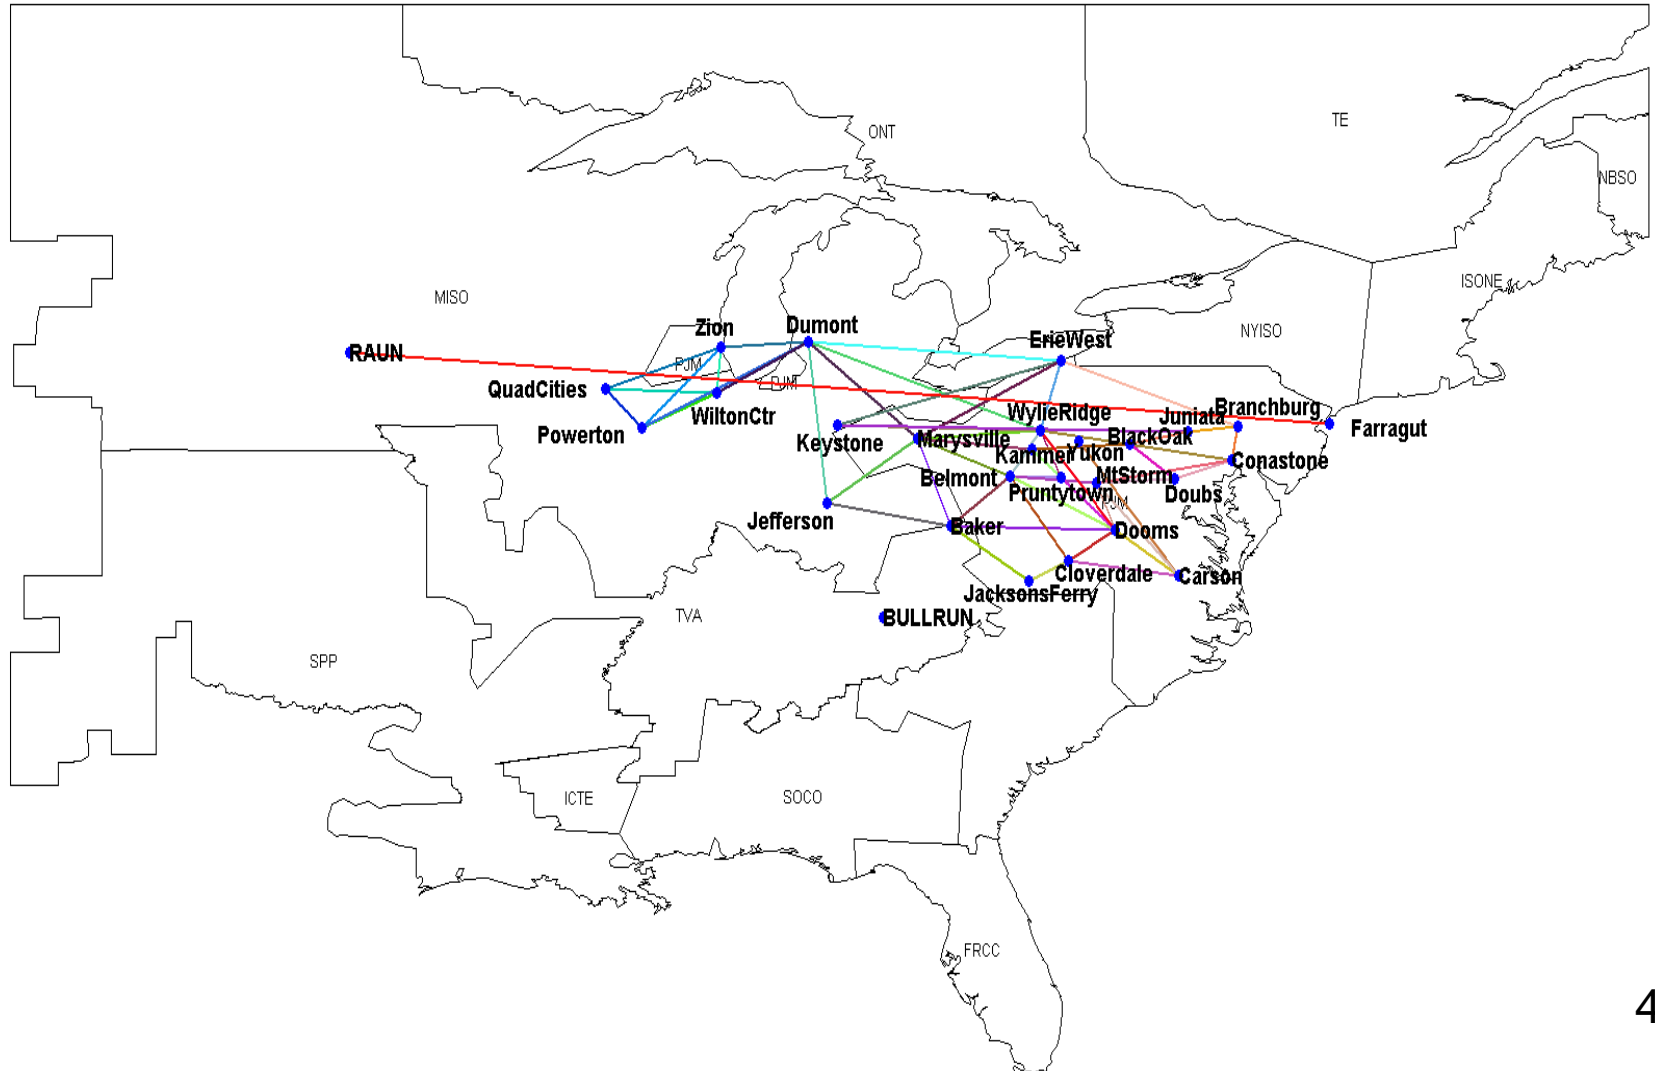 ONT
TE
NBSO
ISONE
MISO
NYISO
Zion
Dumont
ErieWest
RAUN
PJM
PJM
QuadCities
WiltonCtr
Powerton
WylieRidge
Juniata
Branchburg
Farragut
Keystone
Marysville
Kammer
Yukon
BlackOak
Conastone
Belmont
Pruntytown
MtStorm
Doubs
PJM
Jefferson
Baker
Dooms
Cloverdale
Carson
JacksonsFerry
TVA
BULLRUN
SPP
ICTE
SOCO
FRCC
4